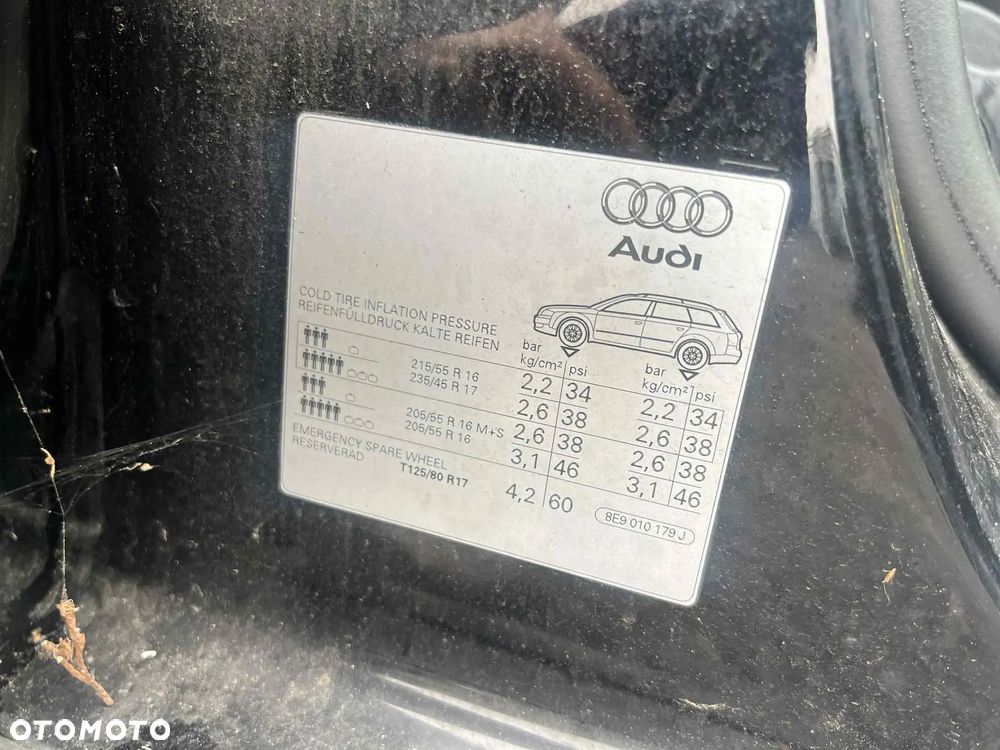 Audi
COLD TIRE INFLATION PRESSURE
REIFENFÜLLDRUCK KALTE REIFEN
bar
kg/cm² psi
bar
kg/cm² psi
215/55 R 16 2,2 34 2,2 34
235/45 R 17 2,6 38 2,6 38
205/55 R 16 M+S 2,6 38 2,6 38
205/55 R 16 3,1 46 3,1 46
EMERGENCY SPARE WHEEL
RESERVERAD T125/80 R17 4,2 60
8E9 010 179 J
OTOMOTO